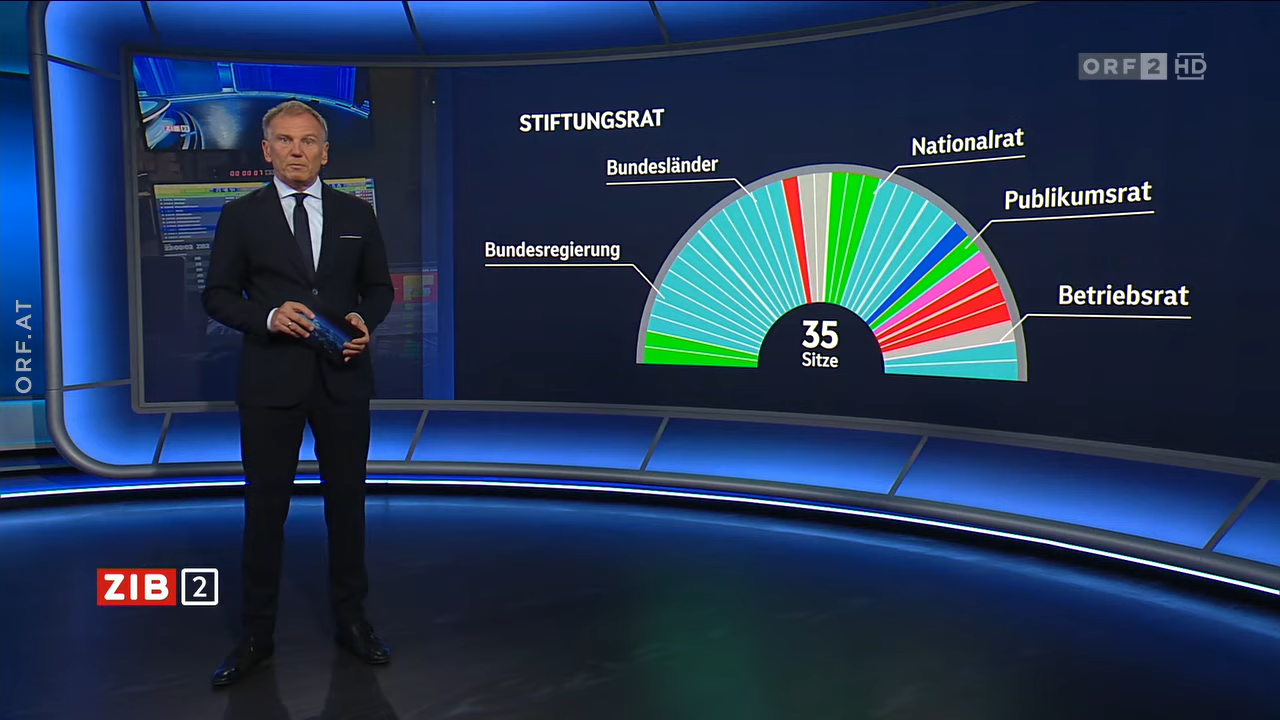 ORF 2 HD
STIFTUNGSRAT
Nationalrat
Bundesländer
Publikumsrat
Bundesregierung
Betriebsrat
35
Sitze
ORF.AT
ZIB 2